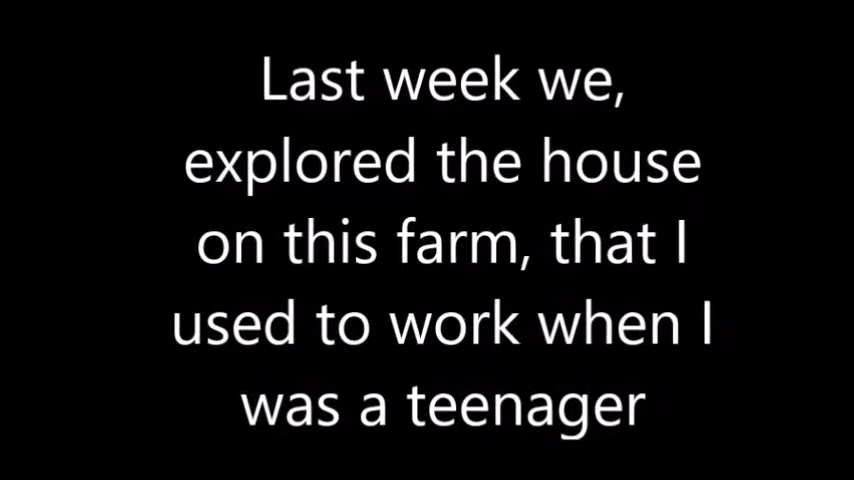 Last week we,
explored the house
on this farm, that I
used to work when I
was a teenager